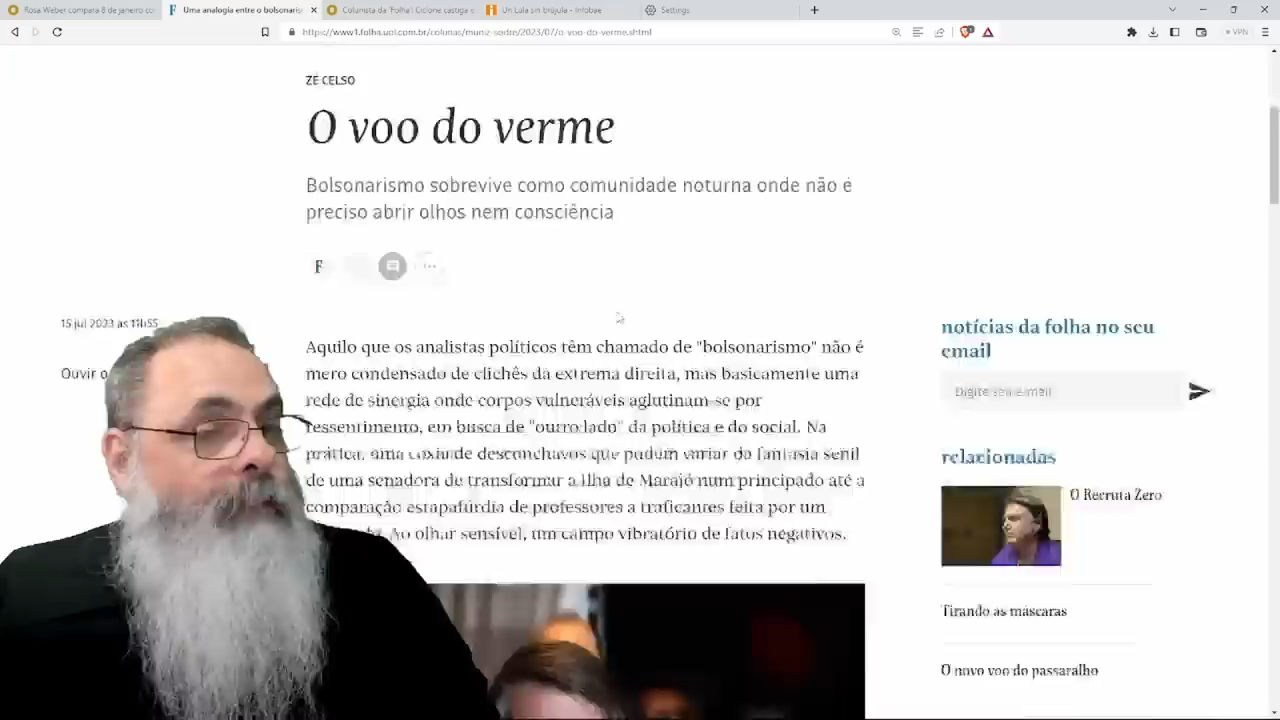 Rosa Weber compara 8 de janeiro co
Uma analogia entre o bolsonaris
Columista da 'Folha': Ciclone castiga e
Un Lula sin brújula - Infobae
Settings
https://www1.folha.uol.com.br/colunas/muniz-sodre/2023/07/o-voo-do-verme.shtml
VPN
ZÉ CELSO
O voo do verme
Bolsonarismo sobrevive como comunidade noturna onde não é
preciso abrir olhos nem consciência
F
15.jul.2023 às 11h55
Ouvir o
Aquilo que os analistas políticos têm chamado de "bolsonarismo" não é
mero condensado de clichês da extrema direita, mas basicamente uma
rede de sinergia onde corpos vulneráveis aglutinam-se por
ressentimento, em busca de "outro lado" da política e do social. Na
prática, uma de desconchavos que podem variar da fantasia senil
de uma senadora de transformar a Ilha de Marajó num principado até a
comparação estapafúrdia de professores a traficantes feita por um
Ao olhar sensível, um campo vibratório de fatos negativos.
notícias da folha no seu
email
Digite seu e-mail
relacionadas
O Recruta Zero
Tirando as máscaras
O novo voo do passaralho